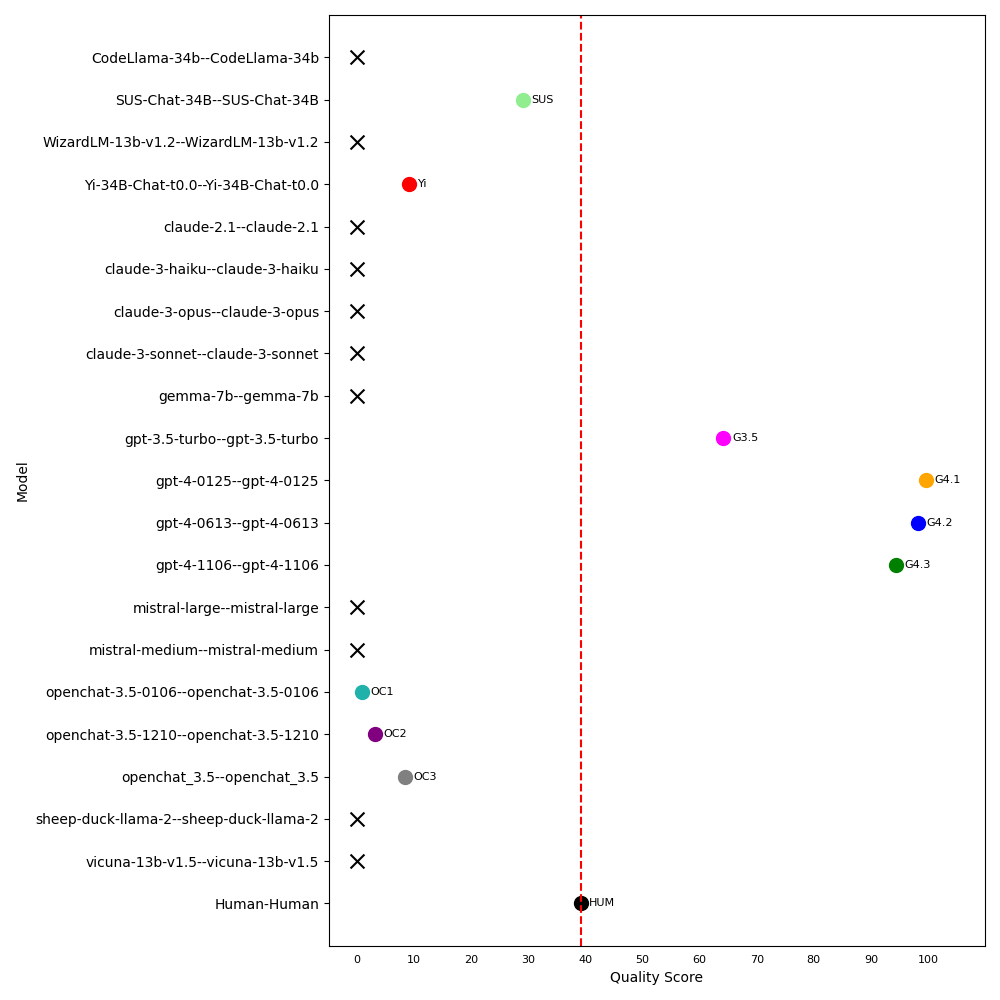 CodeLlama-34b--CodeLlama-34b
SUS-Chat-34B--SUS-Chat-34B
SUS
WizardLM-13b-v1.2--WizardLM-13b-v1.2
Yi-34B-Chat-t0.0--Yi-34B-Chat-t0.0
Yi
claude-2.1--claude-2.1
claude-3-haiku--claude-3-haiku
claude-3-opus--claude-3-opus
claude-3-sonnet--claude-3-sonnet
gemma-7b--gemma-7b
gpt-3.5-turbo--gpt-3.5-turbo
G3.5
Model
gpt-4-0125--gpt-4-0125
G4.1
gpt-4-0613--gpt-4-0613
G4.2
gpt-4-1106--gpt-4-1106
G4.3
mistral-large--mistral-large
mistral-medium--mistral-medium
openchat-3.5-0106--openchat-3.5-0106
OC1
openchat-3.5-1210--openchat-3.5-1210
OC2
openchat_3.5--openchat_3.5
OC3
sheep-duck-llama-2--sheep-duck-llama-2
vicuna-13b-v1.5--vicuna-13b-v1.5
Human-Human
HUM
0 10 20 30 40 50 60 70 80 90 100
Quality Score